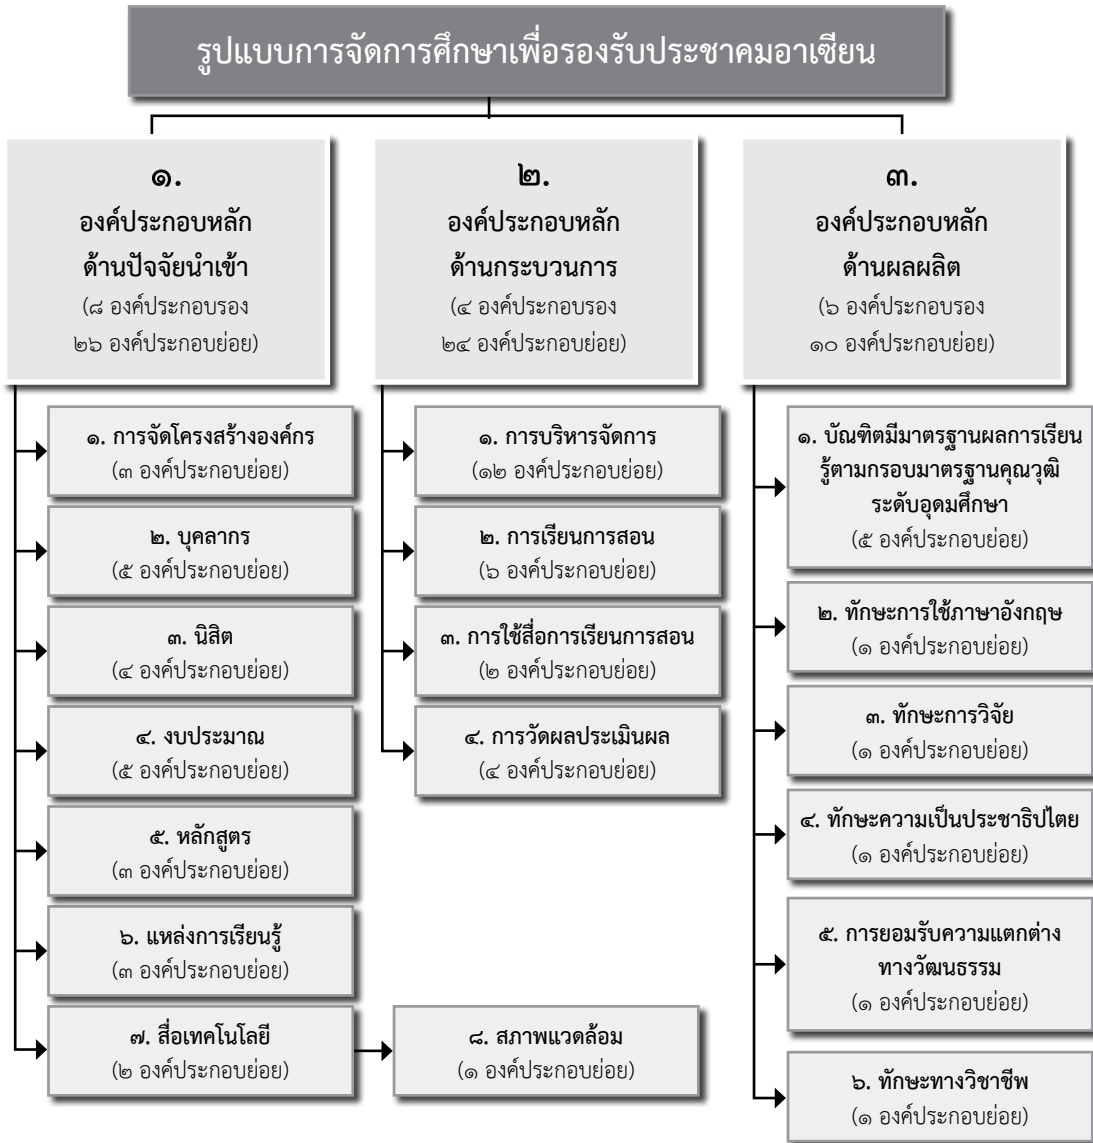 รูปแบบการจัดการศึกษาเพื่อรองรับประชาคมอาเซียน
๑.
องค์ประกอบหลัก
ด้านปัจจัยนำเข้า
(๘ องค์ประกอบรอง
๒๖ องค์ประกอบย่อย)
๑. การจัดโครงสร้างองค์กร
(๓ องค์ประกอบย่อย)
๒. บุคลากร
(๕ องค์ประกอบย่อย)
๓. นิสิต
(๔ องค์ประกอบย่อย)
๔. งบประมาณ
(๕ องค์ประกอบย่อย)
๕. หลักสูตร
(๓ องค์ประกอบย่อย)
๖. แหล่งการเรียนรู้
(๓ องค์ประกอบย่อย)
๗. สื่อเทคโนโลยี
(๒ องค์ประกอบย่อย)
๘. สภาพแวดล้อม
(๑ องค์ประกอบย่อย)
๒.
องค์ประกอบหลัก
ด้านกระบวนการ
(๔ องค์ประกอบรอง
๒๔ องค์ประกอบย่อย)
๑. การบริหารจัดการ
(๑๒ องค์ประกอบย่อย)
๒. การเรียนการสอน
(๖ องค์ประกอบย่อย)
๓. การใช้สื่อการเรียนการสอน
(๒ องค์ประกอบย่อย)
๔. การวัดผลประเมินผล
(๔ องค์ประกอบย่อย)
๓.
องค์ประกอบหลัก
ด้านผลผลิต
(๖ องค์ประกอบรอง
๑๐ องค์ประกอบย่อย)
๑. บัณฑิตมีมาตรฐานผลการเรียน
รู้ตามกรอบมาตรฐานคุณวุฒิ
ระดับอุดมศึกษา
(๕ องค์ประกอบย่อย)
๒. ทักษะการใช้ภาษาอังกฤษ
(๑ องค์ประกอบย่อย)
๓. ทักษะการวิจัย
(๑ องค์ประกอบย่อย)
๔. ทักษะความเป็นประชาธิปไตย
(๑ องค์ประกอบย่อย)
๕. การยอมรับความแตกต่าง
ทางวัฒนธรรม
(๑ องค์ประกอบย่อย)
๖. ทักษะทางวิชาชีพ
(๑ องค์ประกอบย่อย)